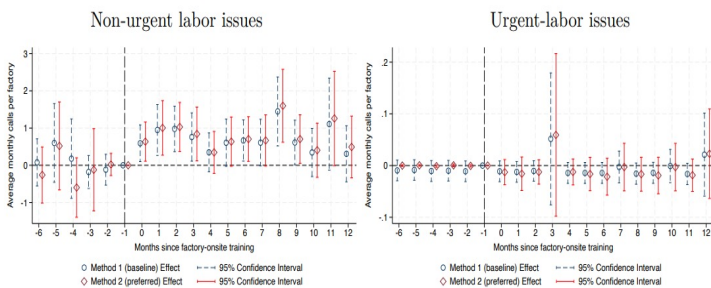 Non-urgent labor issues
Average monthly calls per factory
3
2
1
0
-1
-6 -5 -4 -3 -2 -1 0 1 2 3 4 5 6 7 8 9 10 11 12
Months since factory-onsite training
Method 1 (baseline) Effect 95% Confidence Interval
Method 2 (preferred) Effect 95% Confidence Interval
Urgent-labor issues
Average monthly calls per factory
.2
.1
0
-.1
-6 -5 -4 -3 -2 -1 0 1 2 3 4 5 6 7 8 9 10 11 12
Months since factory-onsite training
Method 1 (baseline) Effect 95% Confidence Interval
Method 2 (preferred) Effect 95% Confidence Interval